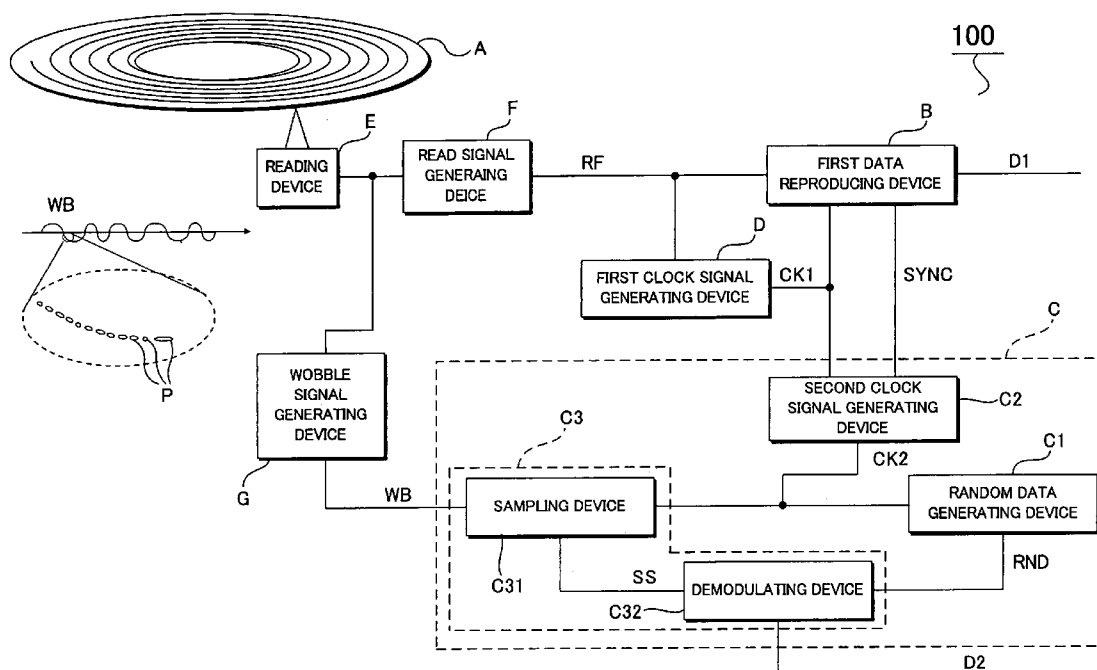 A
100
E
F
B
READING
DEVICE
READ SIGNAL
GENERAING
DEICE
RF
FIRST DATA
REPRODUCING DEVICE
D1
WB
D
FIRST CLOCK SIGNAL
GENERATING DEVICE
CK1
SYNC
C
P
WOBBLE
SIGNAL
GENERATING
DEVICE
SECOND CLOCK
SIGNAL GENERATING
DEVICE
C2
C3
CK2
C1
G
WB
SAMPLING DEVICE
RANDOM DATA
GENERATING DEVICE
C31
SS
DEMODULATING DEVICE
RND
C32
D2